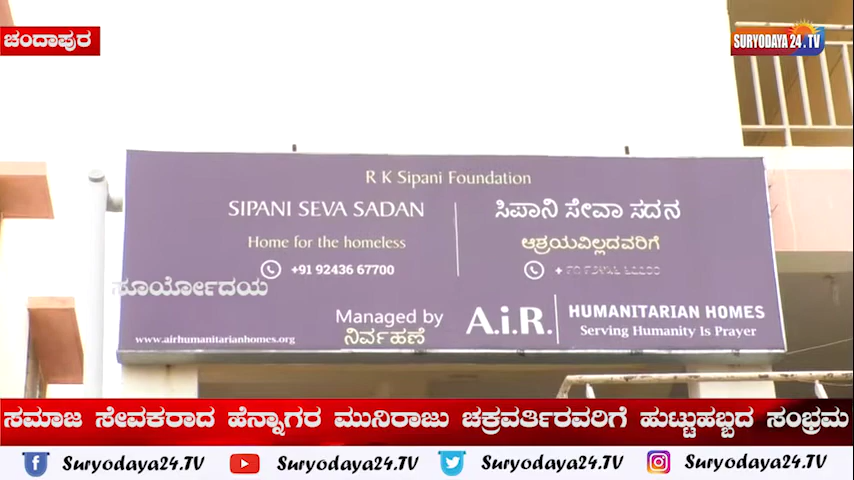 ಚಂದಾಪುರ
SURYODAYA 24.TV
R K Sipani Foundation
SIPANI SEVA SADAN
ಸಿಪಾನಿ ಸೇವಾ ಸದನ
Home for the homeless
ಆಶ್ರಯವಿಲ್ಲದವರಿಗೆ
+91 92436 67700
ಸೂರ್ಯೋದಯ
Managed by
ನಿರ್ವಹಣೆ
A.i.R.
HUMANITARIAN HOMES
Serving Humanity Is Prayer
www.airhumanitarianhomes.org
ಸಮಾಜ ಸೇವಕರಾದ ಹೆನ್ನಾಗರ ಮುನಿರಾಜು ಚಕ್ರವರ್ತಿರವರಿಗೆ ಹುಟ್ಟುಹಬ್ಬದ ಸಂಭ್ರಮ
Suryodaya24.TV Suryodaya24.TV Suryodaya24.TV Suryodaya24.TV